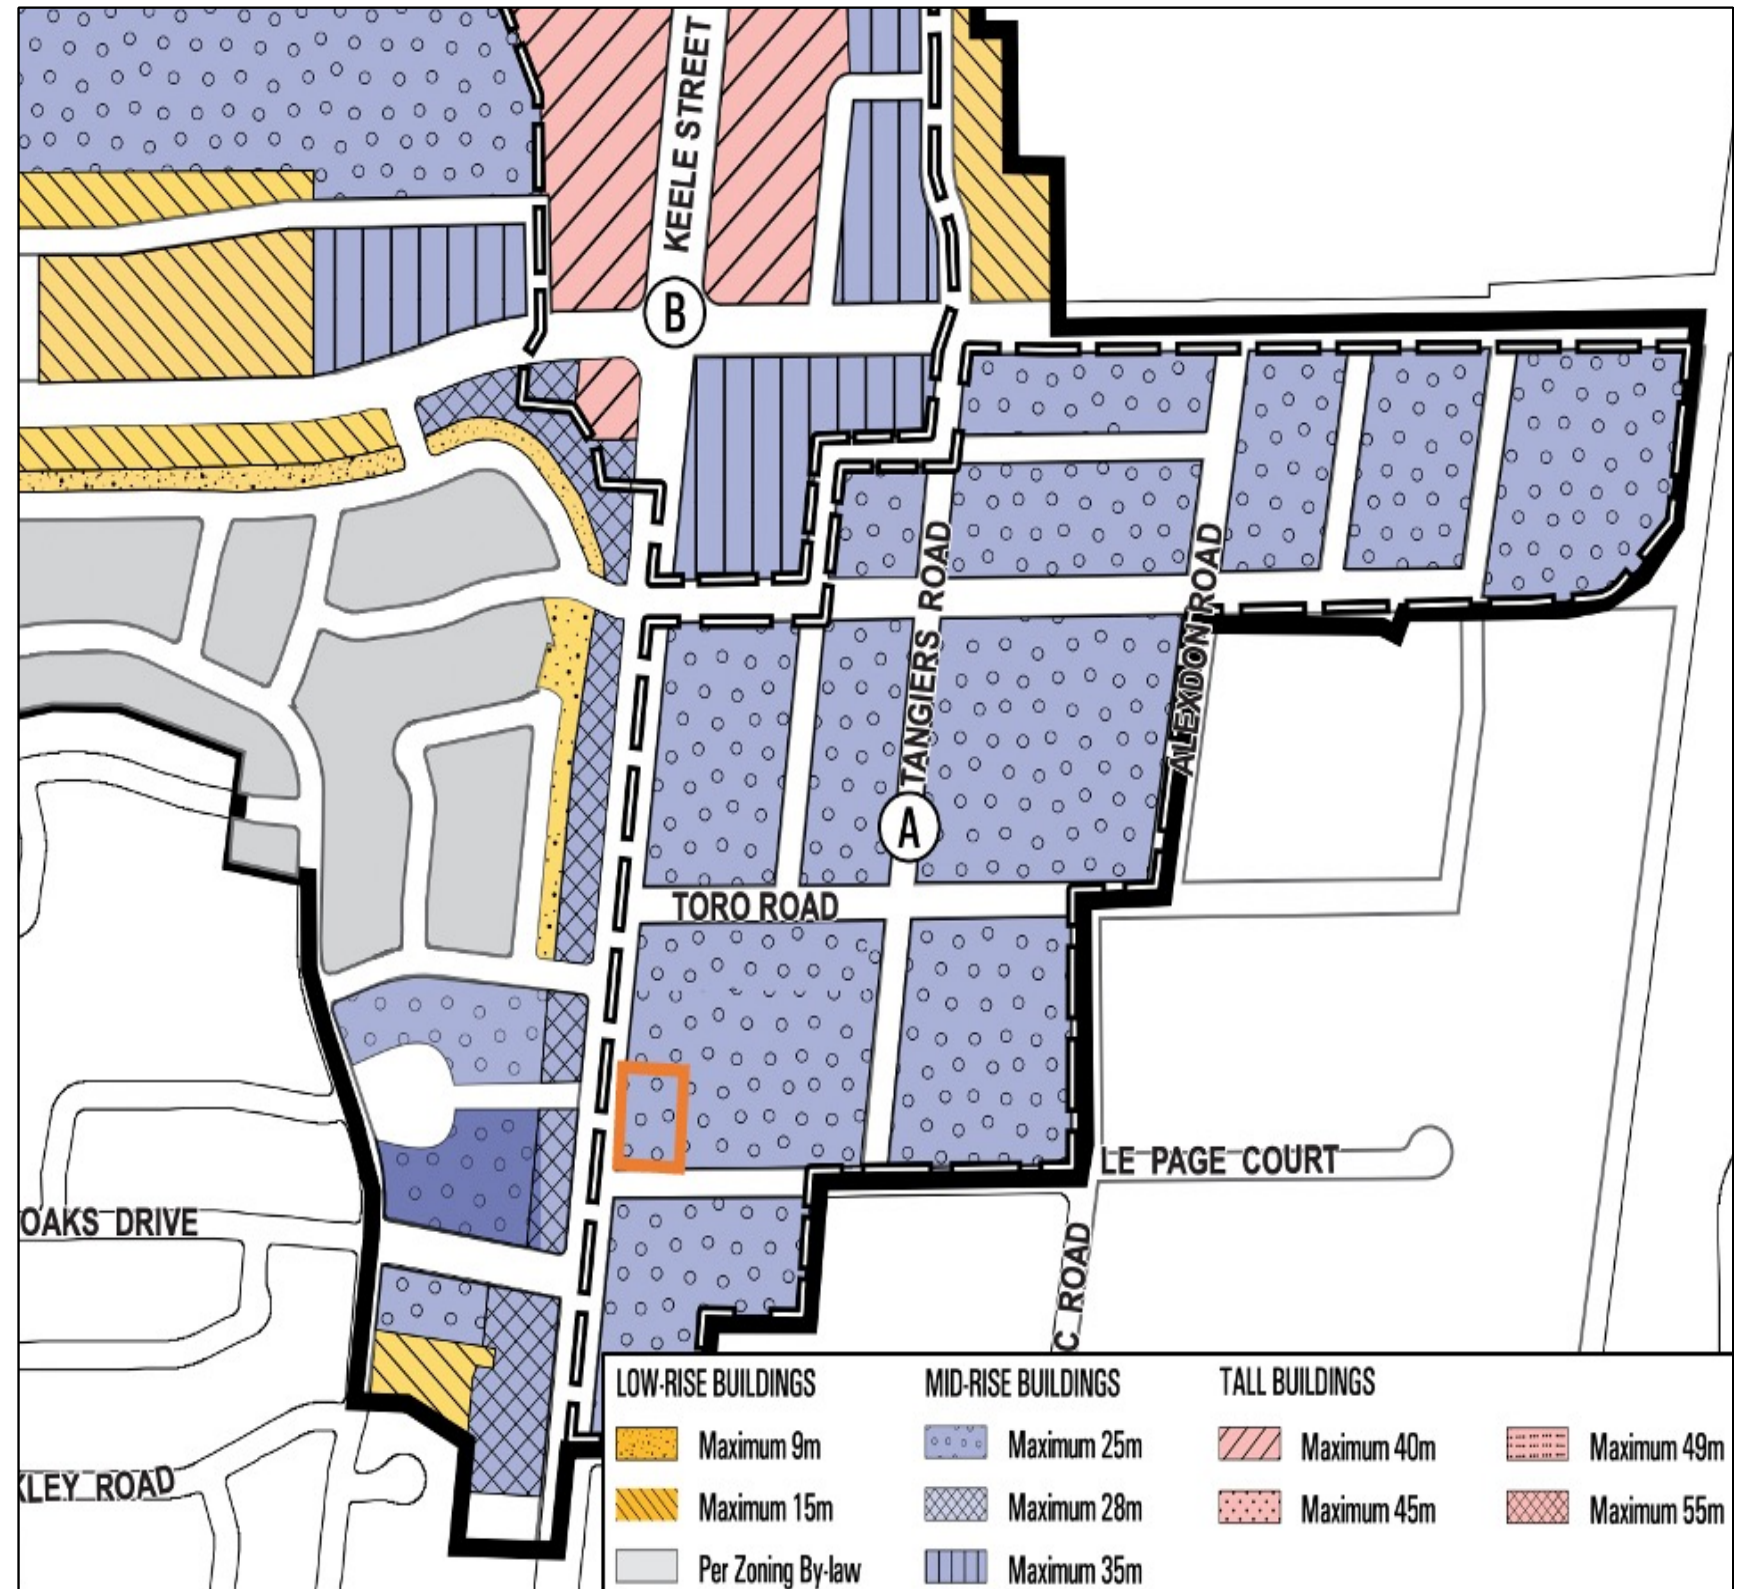 KEELE STREET
B
TANGIERS ROAD
ALEXDON ROAD
A
TORO ROAD
LE PAGE COURT
OAKS DRIVE
C ROAD
KLEY ROAD
LOW-RISE BUILDINGS
Maximum 9m
Maximum 15m
Per Zoning By-law
MID-RISE BUILDINGS
Maximum 25m
Maximum 28m
Maximum 35m
TALL BUILDINGS
Maximum 40m
Maximum 45m
Maximum 49m
Maximum 55m